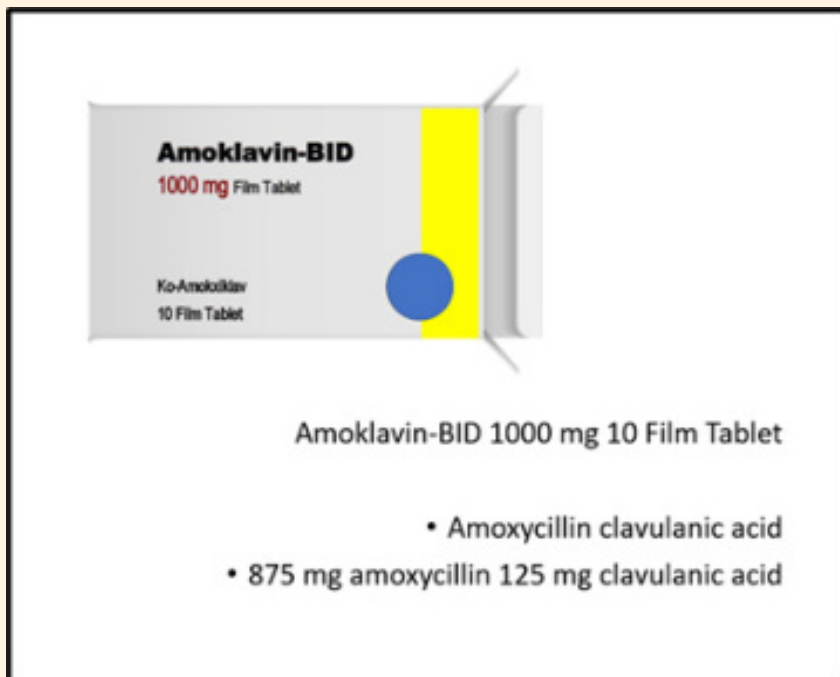 Amoklavin-BID
1000 mg Film Tablet
Ko-Amoksiklav
10 Film Tablet
Amoklavin-BID 1000 mg 10 Film Tablet
• Amoxycillin clavulanic acid
• 875 mg amoxycillin 125 mg clavulanic acid